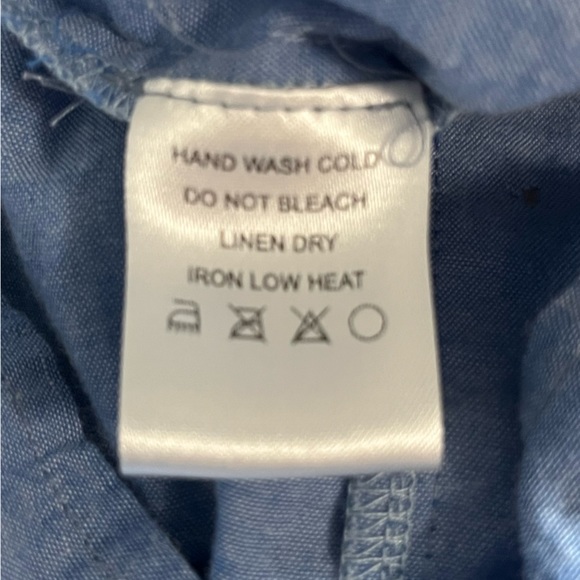 HAND WASH COLD
DO NOT BLEACH
LINEN DRY
IRON LOW HEAT